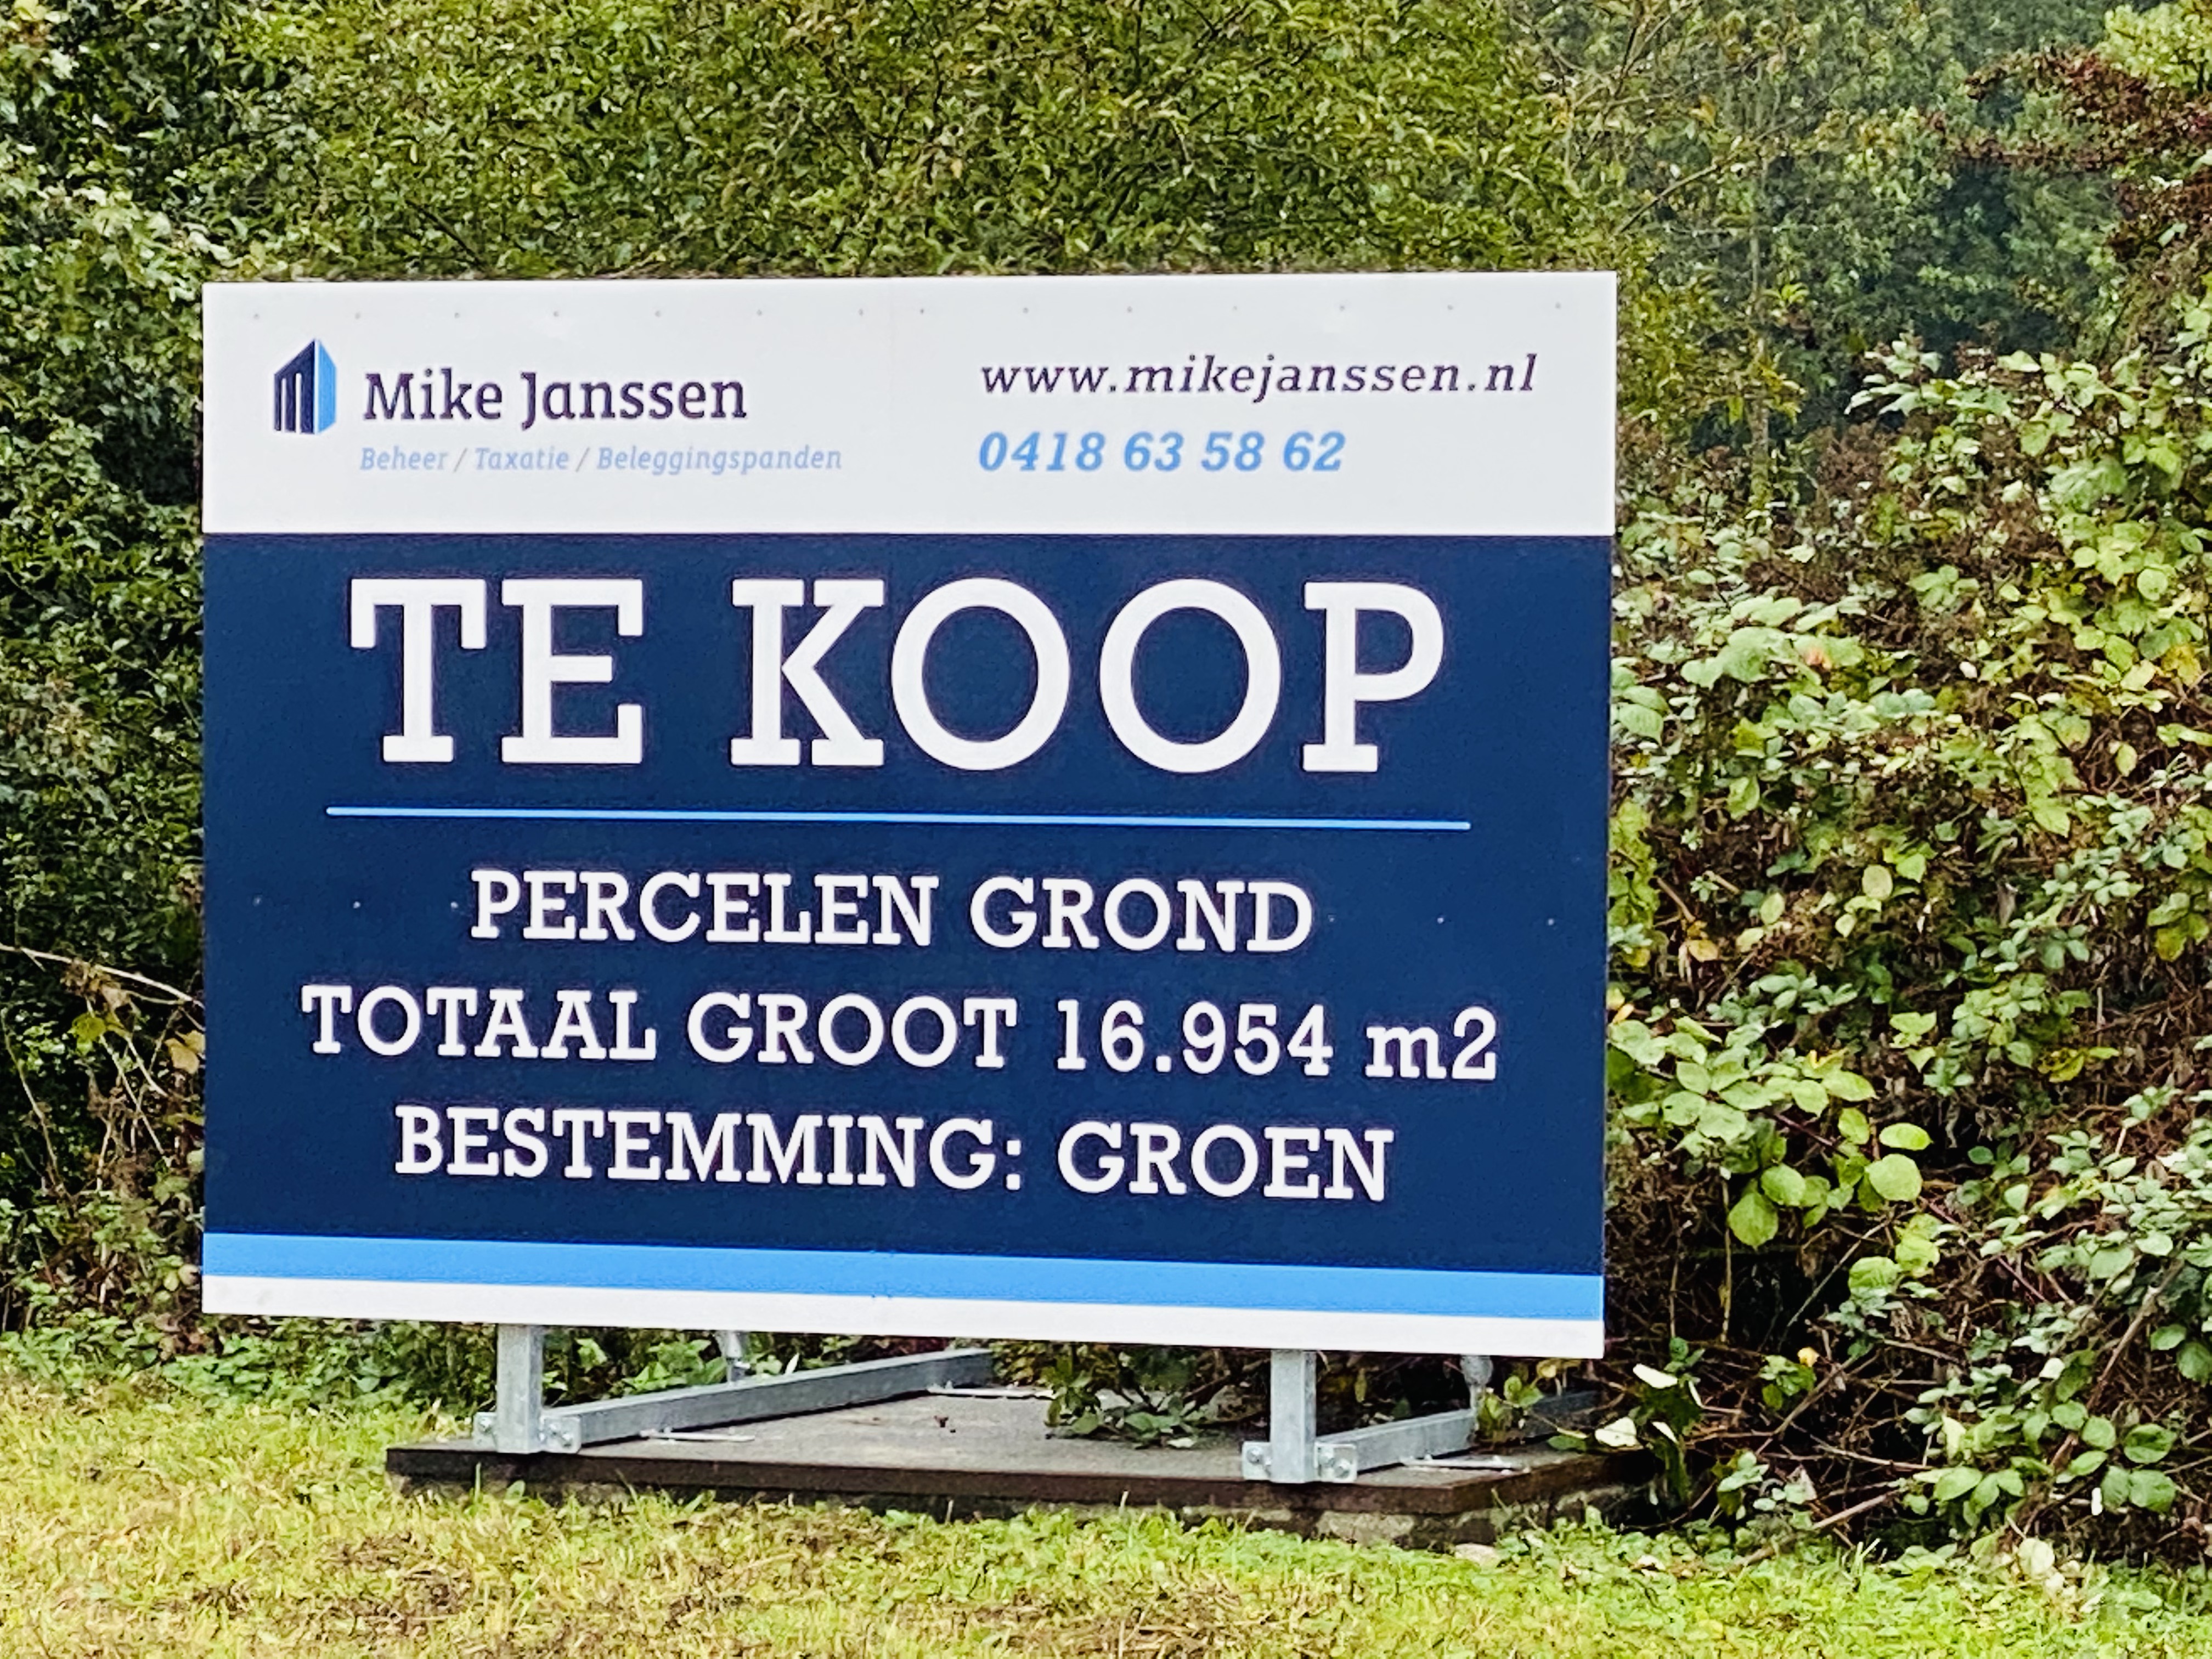 Mike Janssen
Beheer / Taxatie / Beleggingspanden
www.mikejanssen.nl
0418 63 58 62
TE KOOP
PERCELEN GROND
TOTAAL GROOT 16.954 m2
BESTEMMING: GROEN